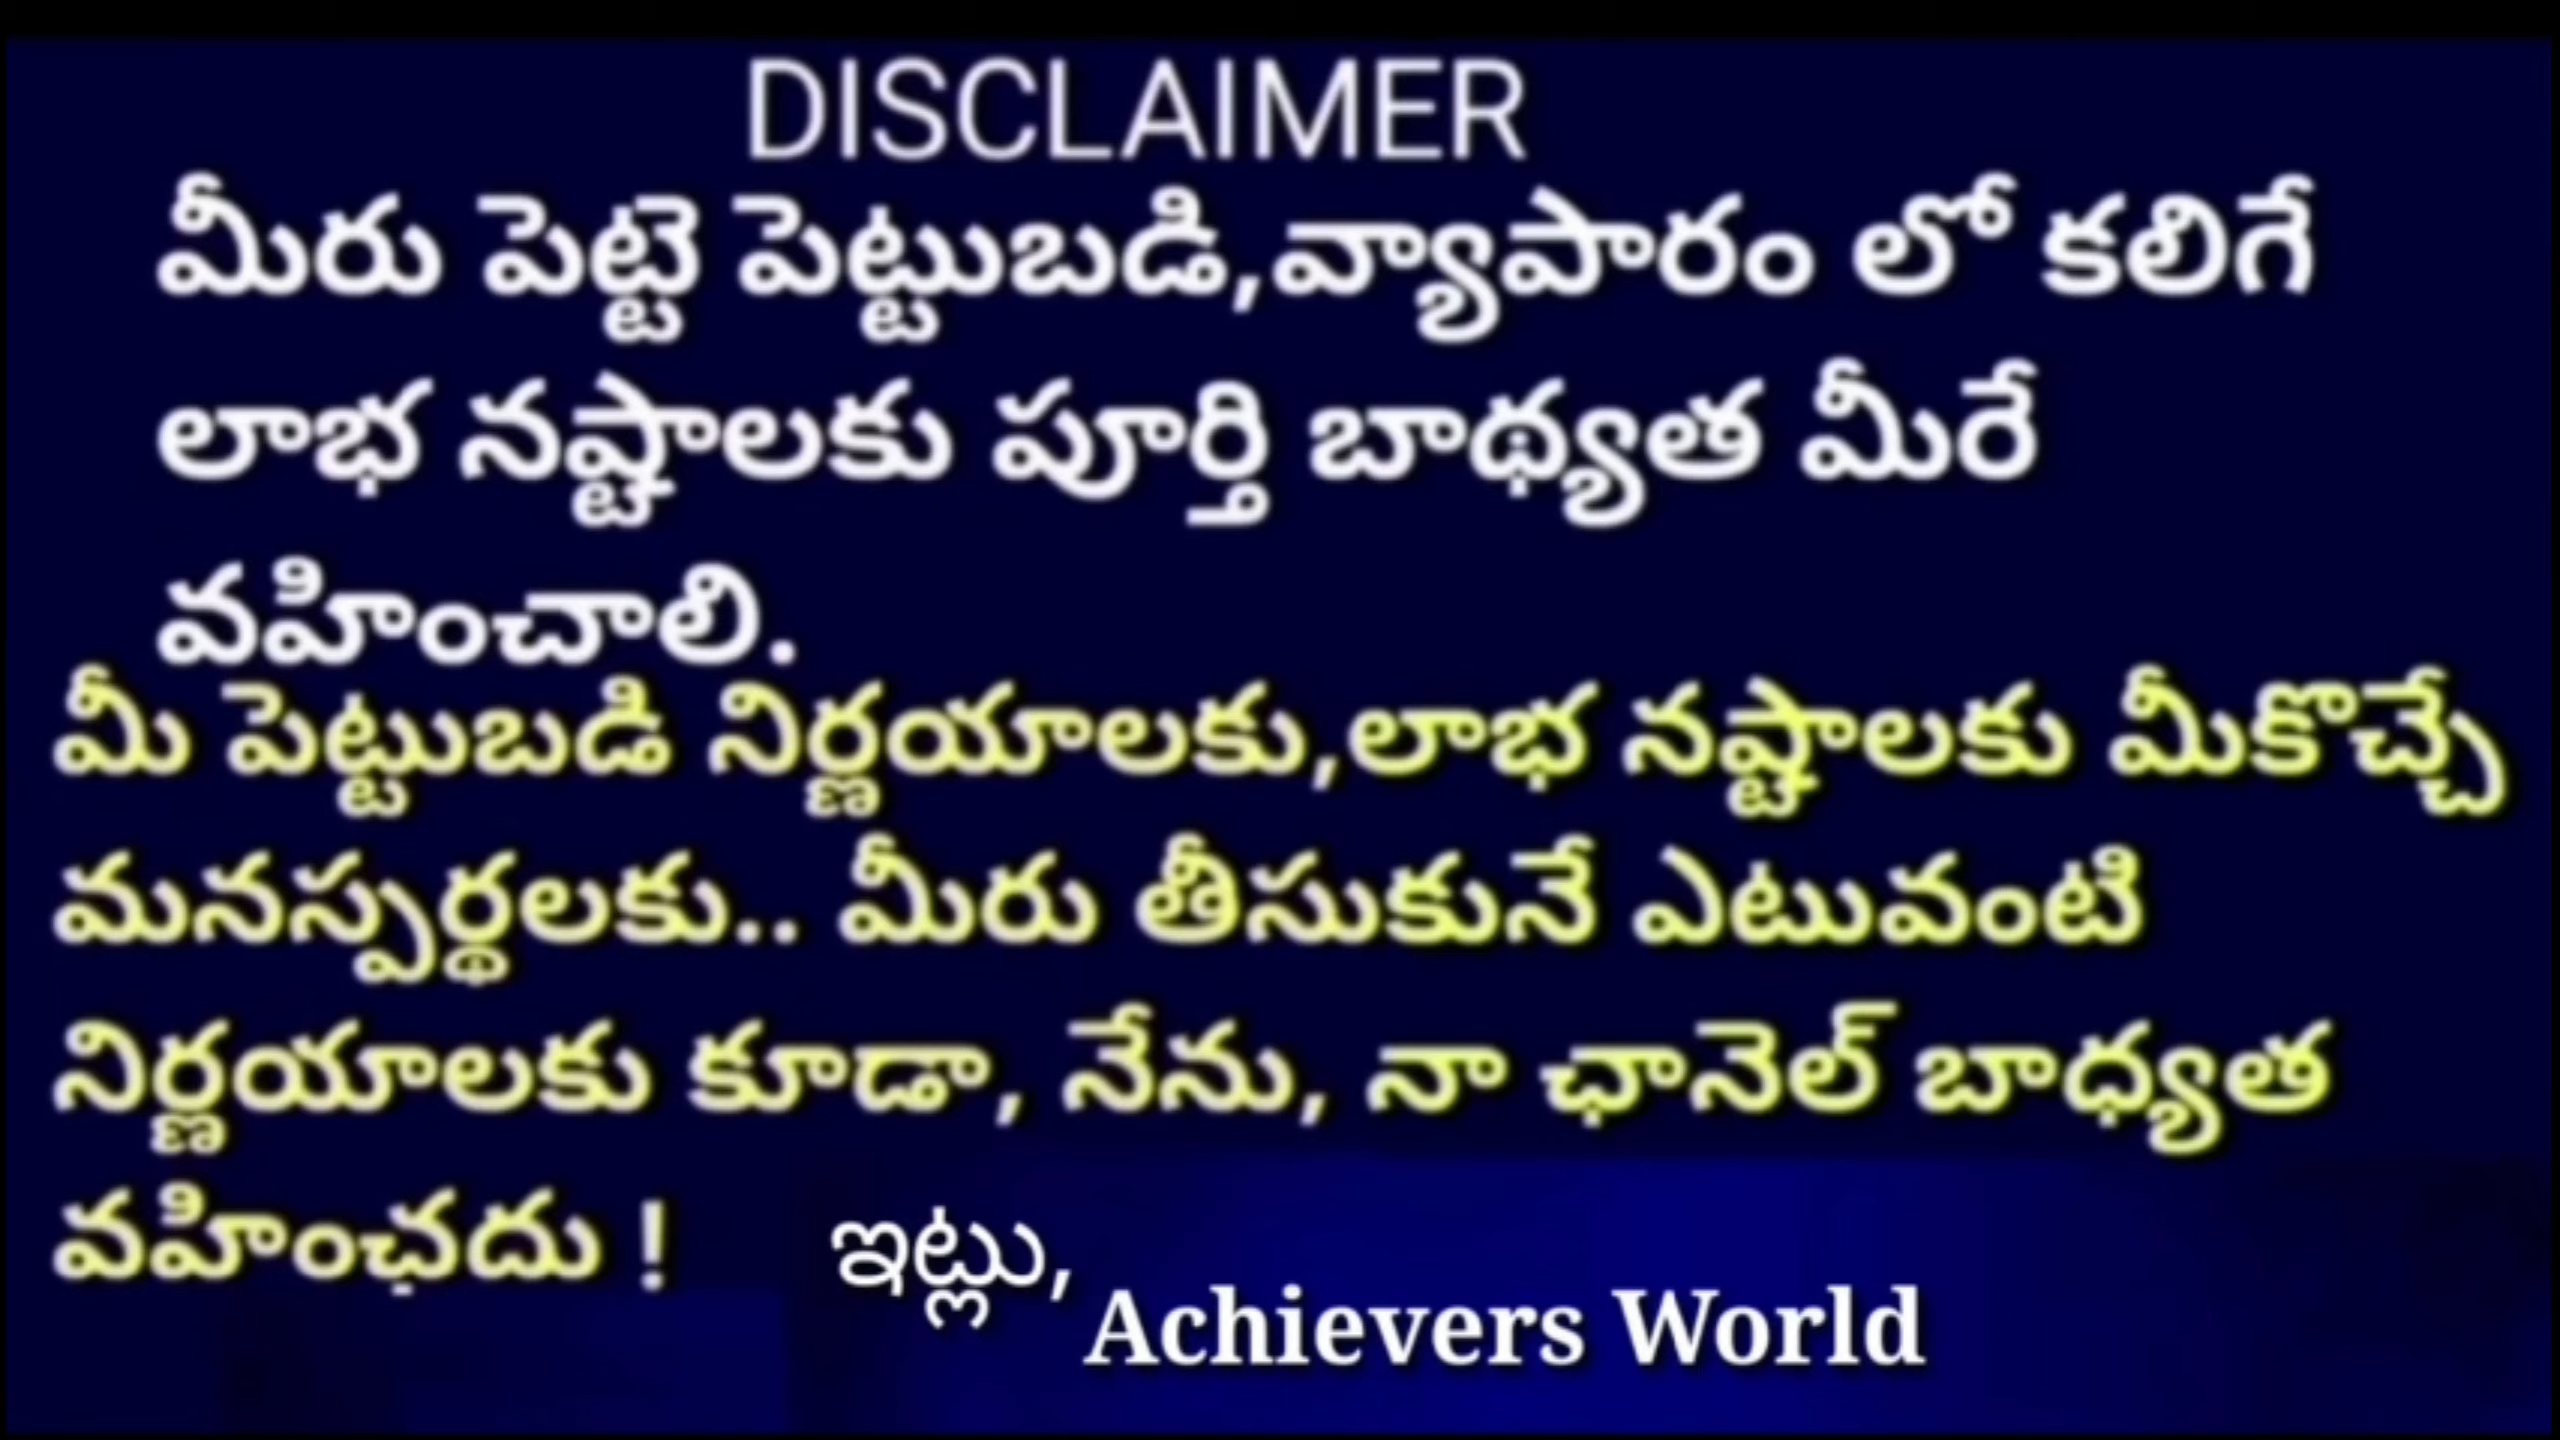 DISCLAIMER
మీరు పెట్టె పెట్టుబడి,వ్యాపారం లో కలిగే
లాభ నష్టాలకు పూర్తి బాథ్యత మీరే
వహించాలి.
మీ పెట్టుబడి నిర్ణయాలకు,లాభ నష్టాలకు మీకొచ్చే
మనస్పర్థలకు.. మీరు తీసుకునే ఎటువంటి
నిర్ణయాలకు కూడా, నేను, నా ఛానెల్ బాధ్యత
వహించదు !
ఇట్లు,
Achievers World